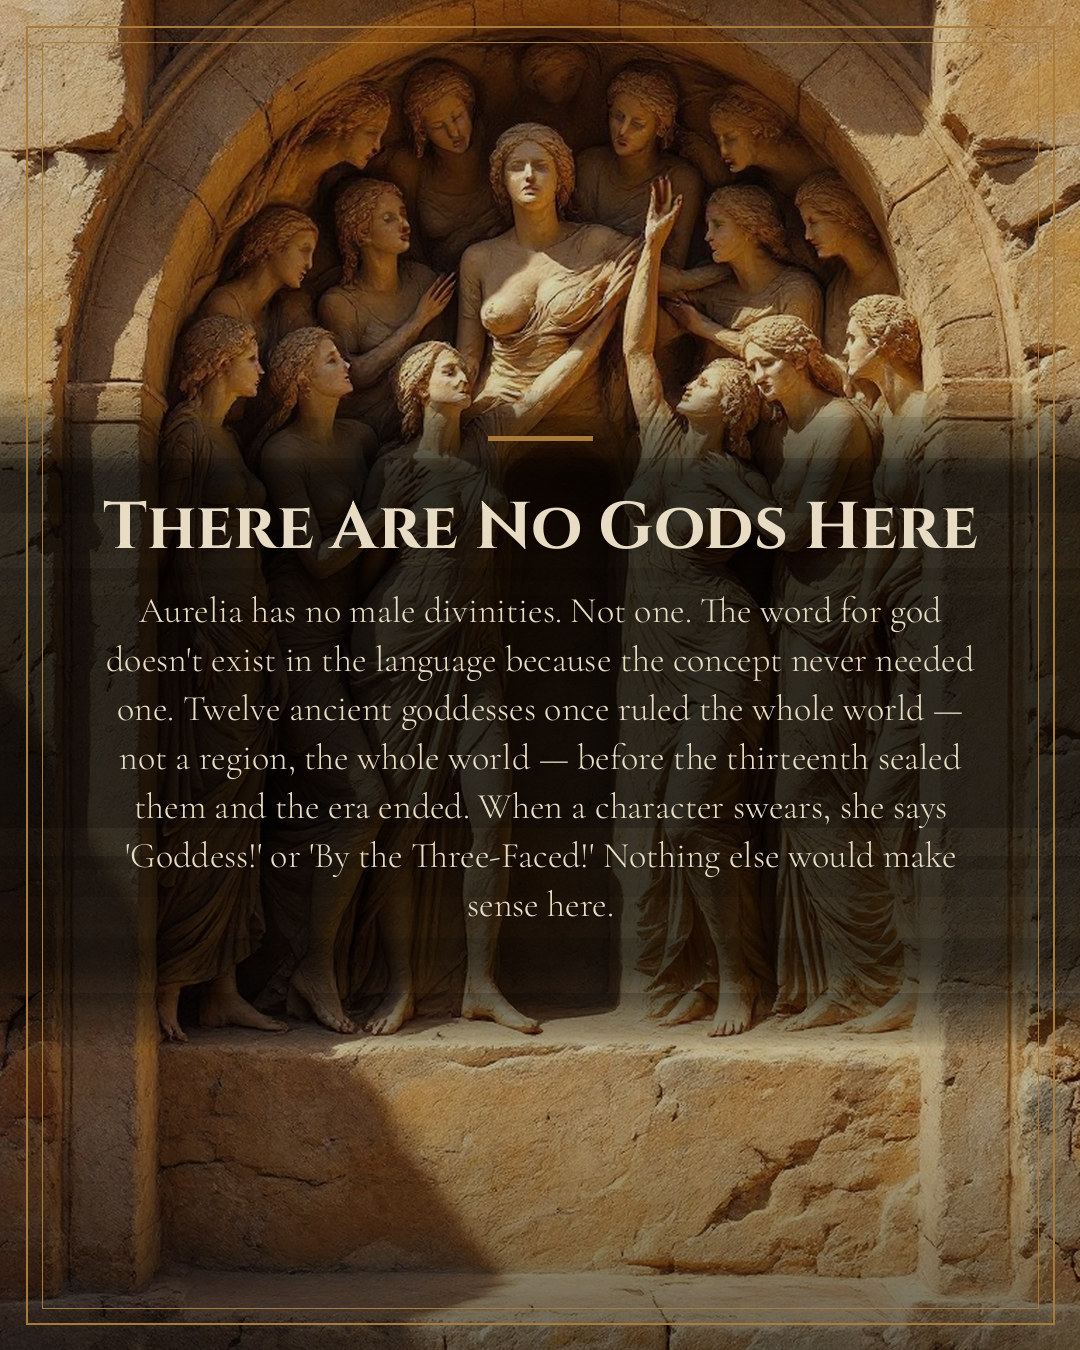 There Are No Gods Here
Aurelia has no male divinities. Not one. The word for god
doesn't exist in the language because the concept never needed
one. Twelve ancient goddesses once ruled the whole world —
not a region, the whole world — before the thirteenth sealed
them and the era ended. When a character swears, she says
'Goddess!' or 'By the Three-Faced!' Nothing else would make
sense here.